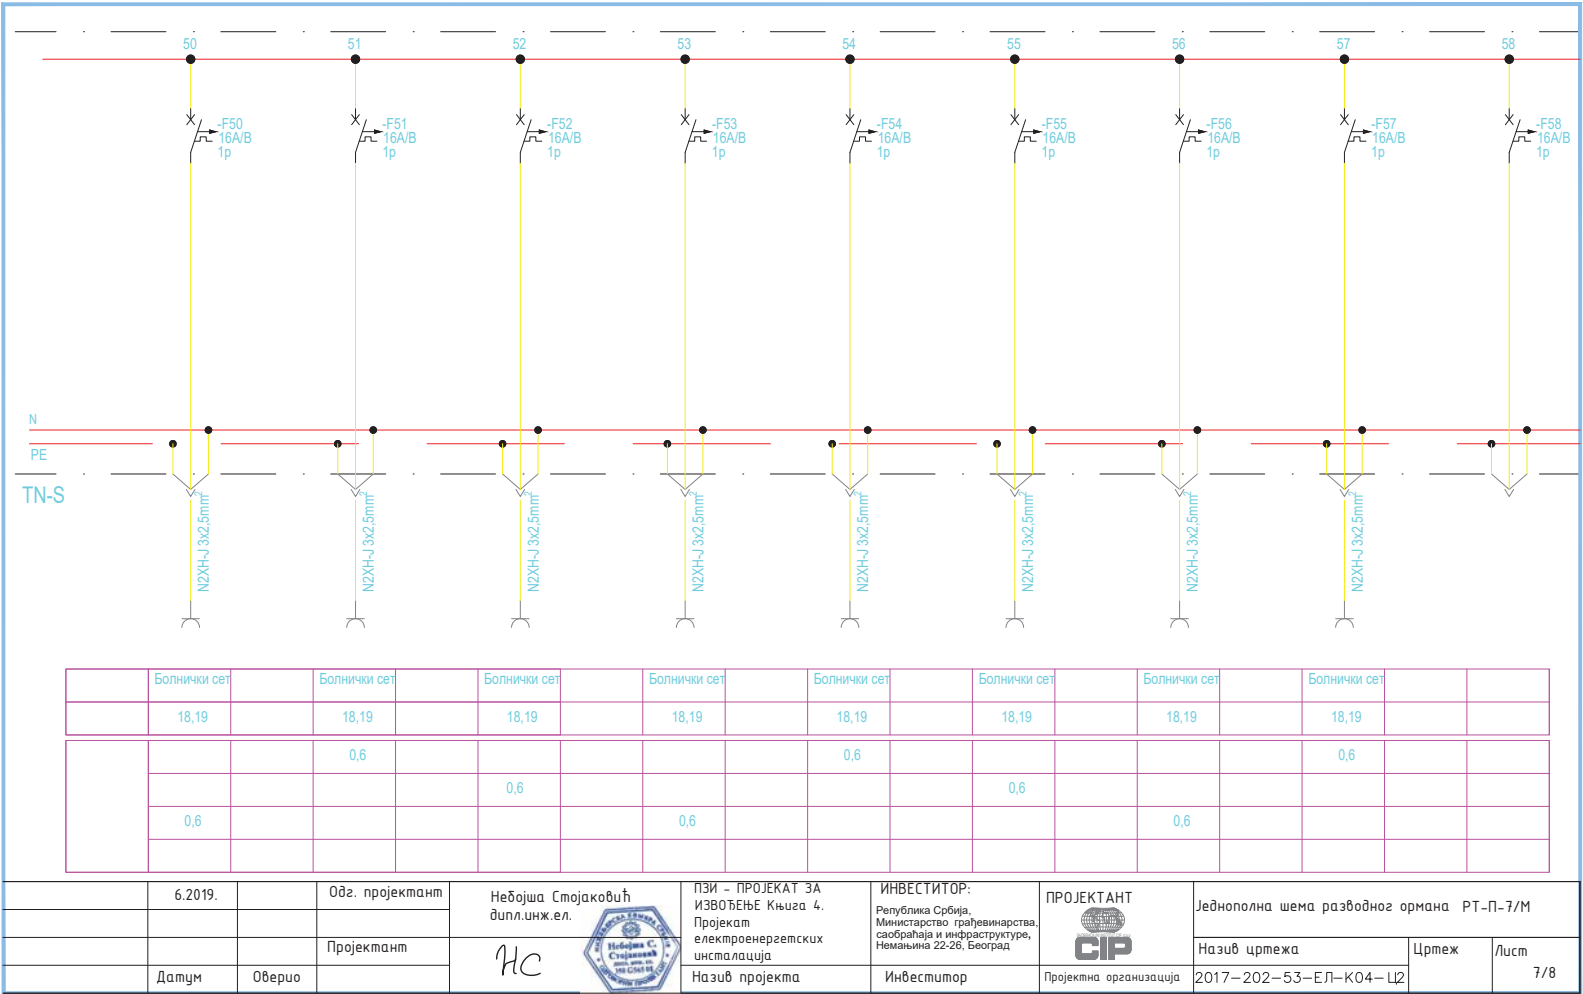 50 51 52 53 54 55 56 57 58
-F50 -F51 -F52 -F53 -F54 -F55 -F56 -F57 -F58
16A/B 16A/B 16A/B 16A/B 16A/B 16A/B 16A/B 16A/B 16A/B
1p 1p 1p 1p 1p 1p 1p 1p 1p
N
PE
TN-S
N2XH-J 3x2,5mm² N2XH-J 3x2,5mm² N2XH-J 3x2,5mm² N2XH-J 3x2,5mm² N2XH-J 3x2,5mm² N2XH-J 3x2,5mm² N2XH-J 3x2,5mm² N2XH-J 3x2,5mm²
Болнички сет Болнички сет Болнички сет Болнички сет Болнички сет Болнички сет Болнички сет Болнички сет
18,19 18,19 18,19 18,19 18,19 18,19 18,19 18,19
0,6 0,6 0,6
0,6 0,6
0,6 0,6 0,6
6.2019.
Одг. пројектант
Пројектант
Датум
Оверио
Небојша Стојаковић
дипл.инж.ел.
НС
Небојша С.
Стојаковић
ПЗИ - ПРОЈЕКАТ ЗА
ИЗВОЂЕЊЕ Књига 4.
Пројекат
електроенергетских
инсталација
Назив пројекта
ИНВЕСТИТОР:
Република Србија,
Министарство грађевинарства,
саобраћаја и инфраструктуре,
Немањина 22-26, Београд
Инвеститор
ПРОЈЕКТАНТ
CIP
Пројектна организација
Једнополна шема разводног ормана РТ-П-7/М
Назив цртежа
2017-202-53-ЕЛ-К04-Ц2
Цртеж
Лист
7/8